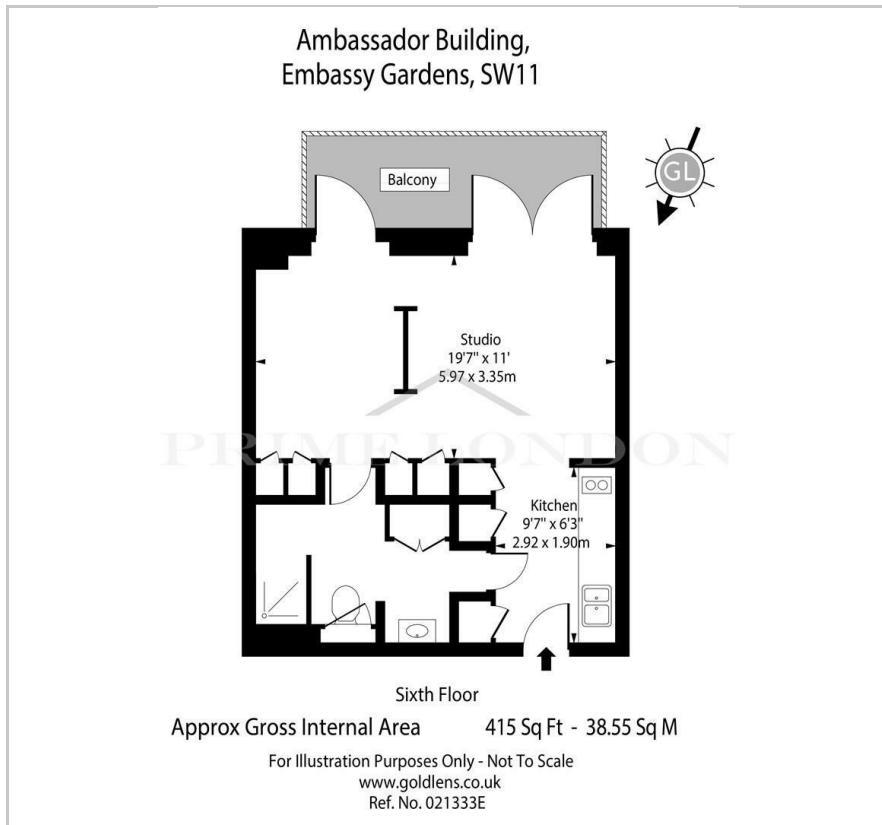 Ambassador Building,
Embassy Gardens, SW11
GL
Balcony
Studio
19'7" x 11'
5.97 x 3.35m
PRIME LONDON
Kitchen
9'7" x 6'3"
2.92 x 1.90m
Sixth Floor
Approx Gross Internal Area 415 Sq Ft - 38.55 Sq M
For Illustration Purposes Only - Not To Scale
www.goldlens.co.uk
Ref. No. 021333E